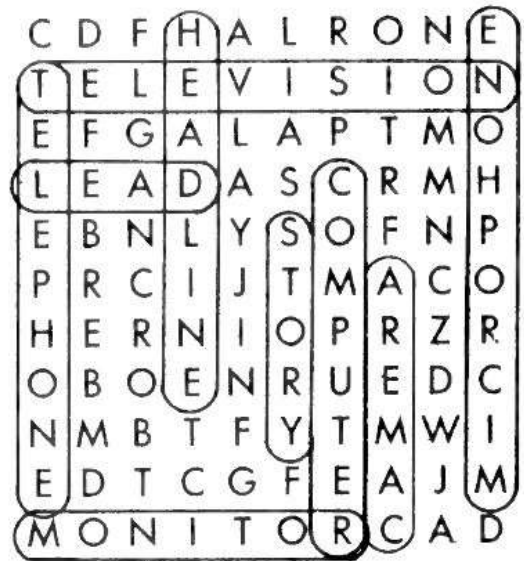 C D F H A L R O N E
T E L E V I S I O N
E F G A L A P T M O
L E A D A S C R M H
E B N L Y S O F N P
P R C I J T M A C O
H E R N I O P R Z R
O B O E N R U E D C
N M B T F Y T M W I
E D T C G F E A J M
M O N I T O R C A D